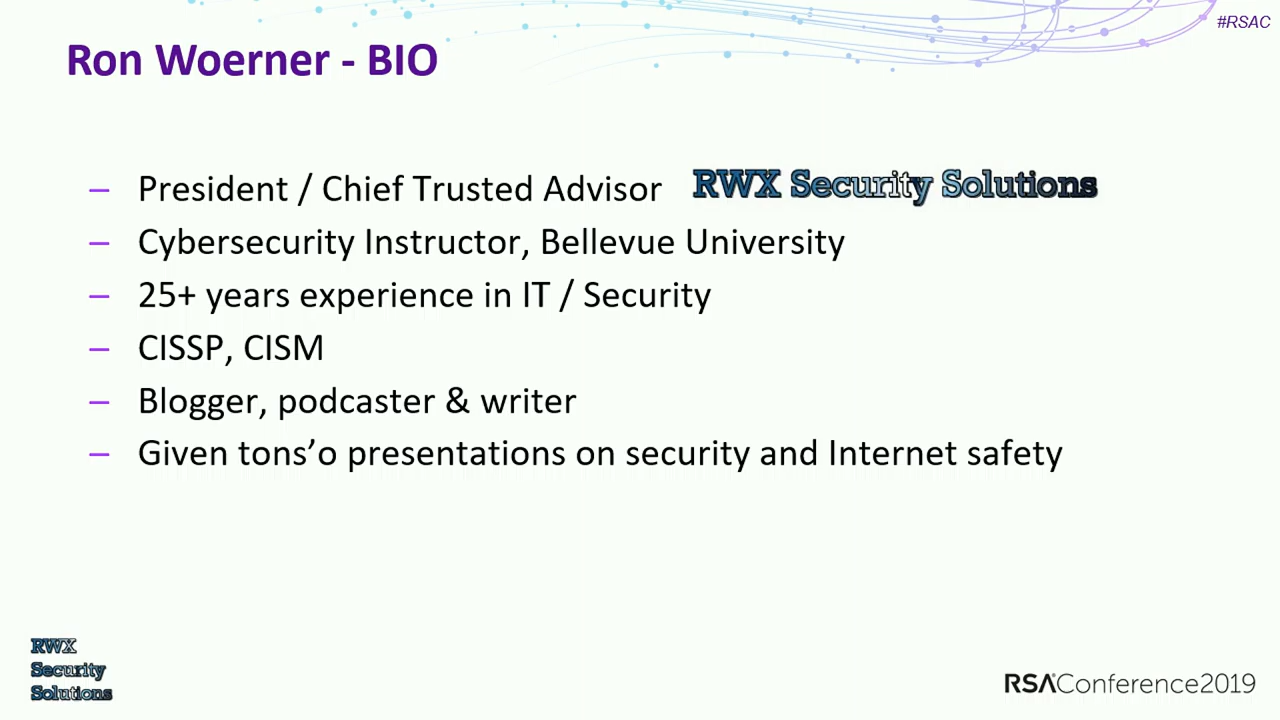 #RSAC
Ron Woerner - BIO
– President / Chief Trusted Advisor RWX Security Solutions
– Cybersecurity Instructor, Bellevue University
– 25+ years experience in IT / Security
– CISSP, CISM
– Blogger, podcaster & writer
– Given tons’o presentations on security and Internet safety
RWX
Security
Solutions
RSAConference2019